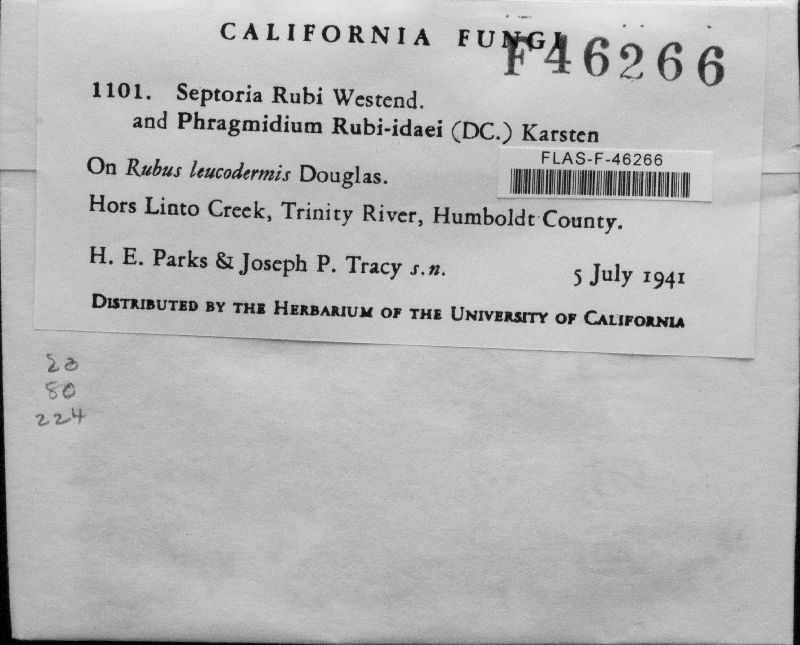 CALIFORNIA FUNGI
F46266
1101. Septoria Rubi Westend.
and Phragmidium Rubi-idaei (DC.) Karsten
FLAS-F-46266
On Rubus leucodermis Douglas.
Hors Linto Creek, Trinity River, Humboldt County.
H. E. Parks & Joseph P. Tracy s.n.
5 July 1941
DISTRIBUTED BY THE HERBARIUM OF THE UNIVERSITY OF CALIFORNIA
80
224